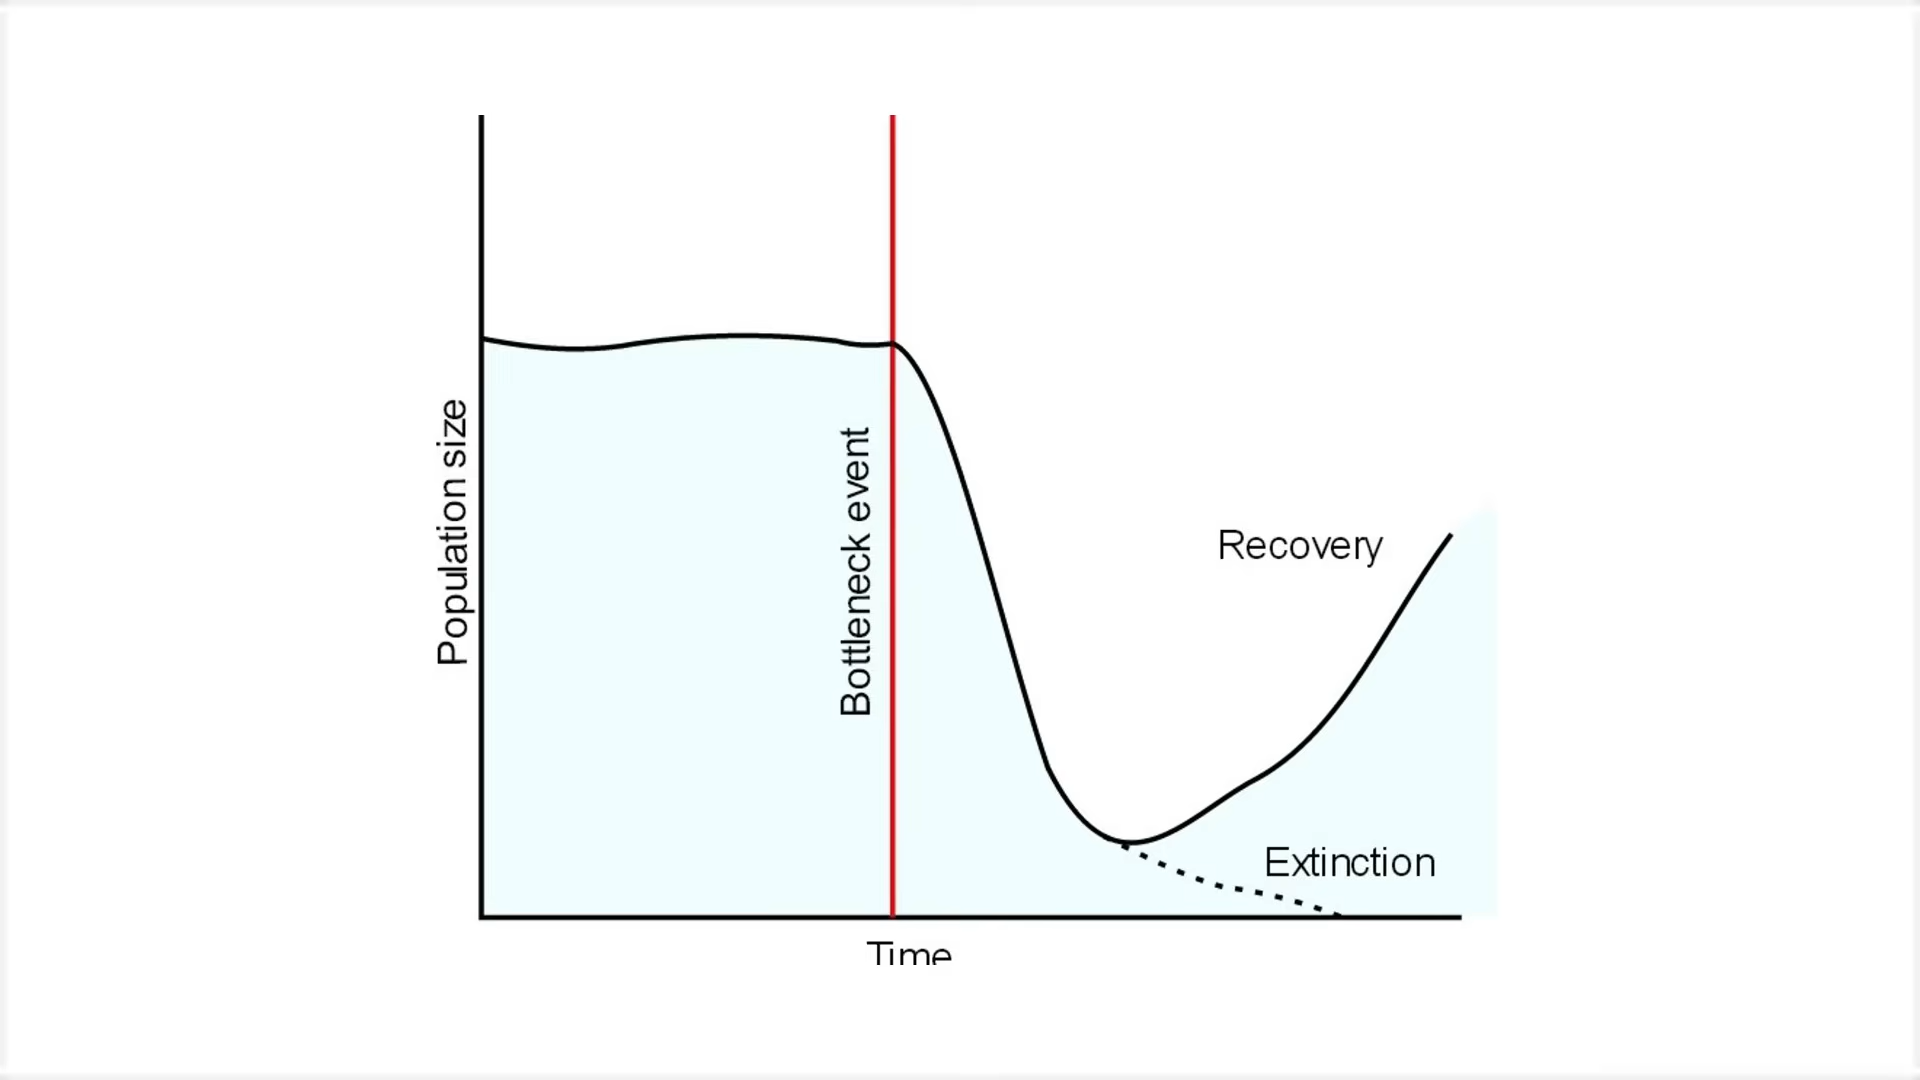 Population size
Bottleneck event
Recovery
Extinction
Time